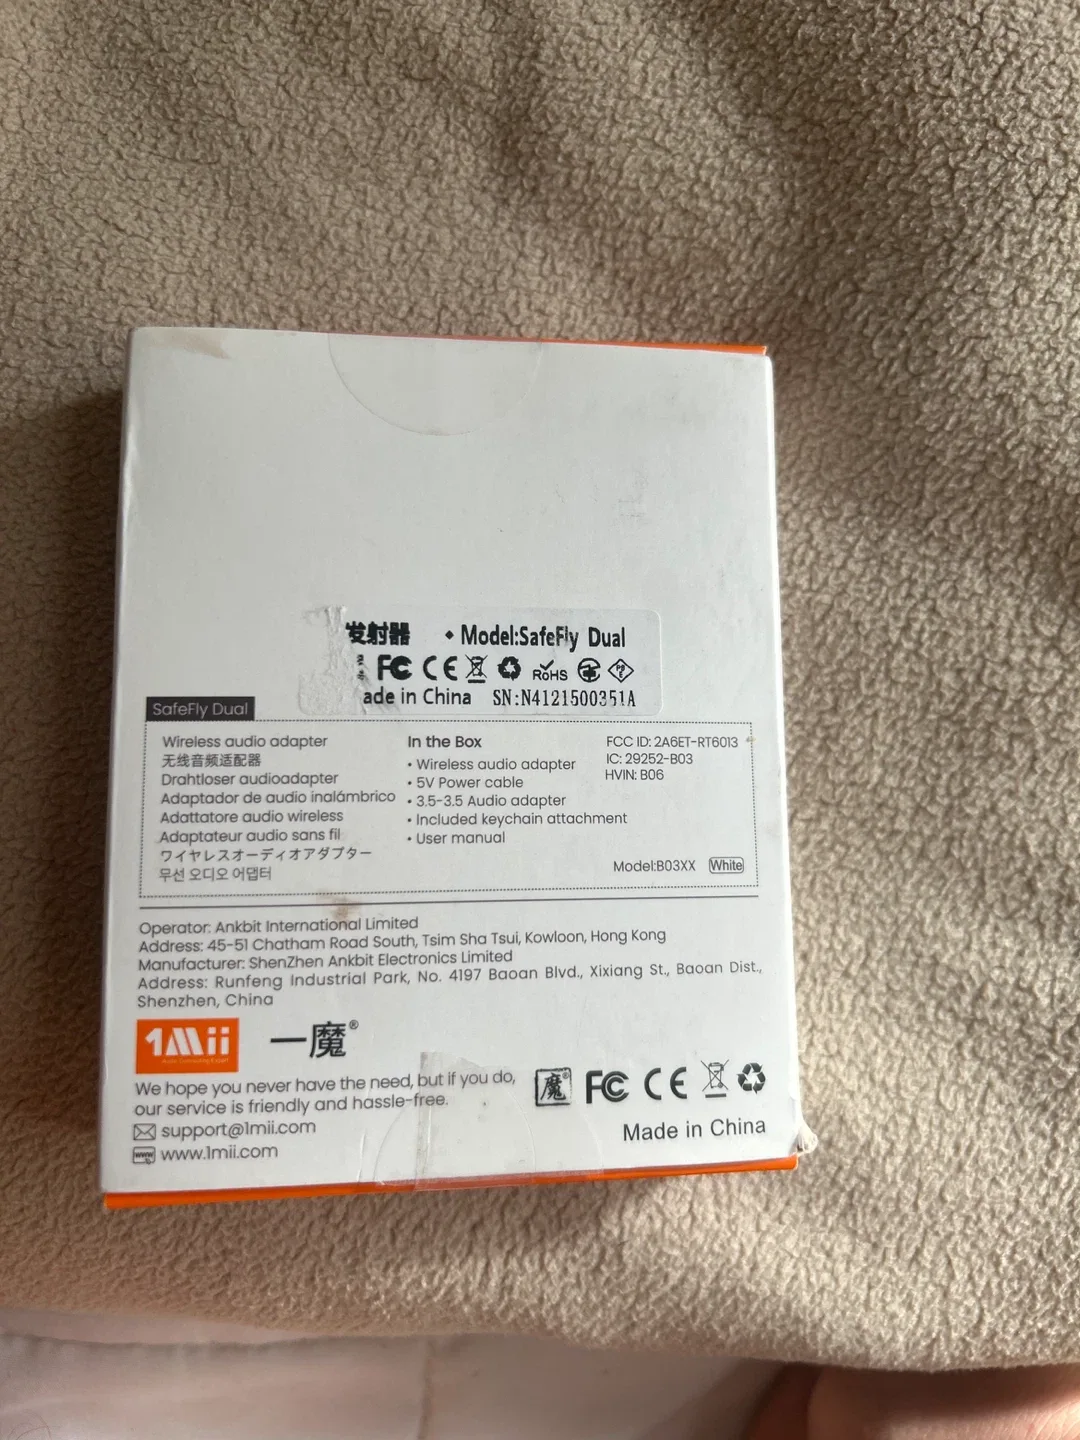 发射器 • Model:SafeFly Dual
FC CE RoHS
ade in China SN:N4121500351A
SafeFly Dual
Wireless audio adapter
无线音频适配器
Drahtloser audioadapter
Adaptador de audio inalámbrico
Adattatore audio wireless
Adaptateur audio sans fil
ワイヤレスオーディオアダプター
무선 오디오 어댑터
In the Box
• Wireless audio adapter
• 5V Power cable
• 3.5-3.5 Audio adapter
• Included keychain attachment
• User manual
FCC ID: 2A6ET-RT6013
IC: 29252-B03
HVIN: B06
Model:B03XX White
Operator: Ankbit International Limited
Address: 45-51 Chatham Road South, Tsim Sha Tsui, Kowloon, Hong Kong
Manufacturer: ShenZhen Ankbit Electronics Limited
Address: Runfeng Industrial Park, No. 4197 Baoan Blvd., Xixiang St., Baoan Dist.,
Shenzhen, China
1Mii 一魔®
We hope you never have the need, but if you do,
our service is friendly and hassle-free.
support@1mii.com
www www.1mii.com
魔® FC CE
Made in China